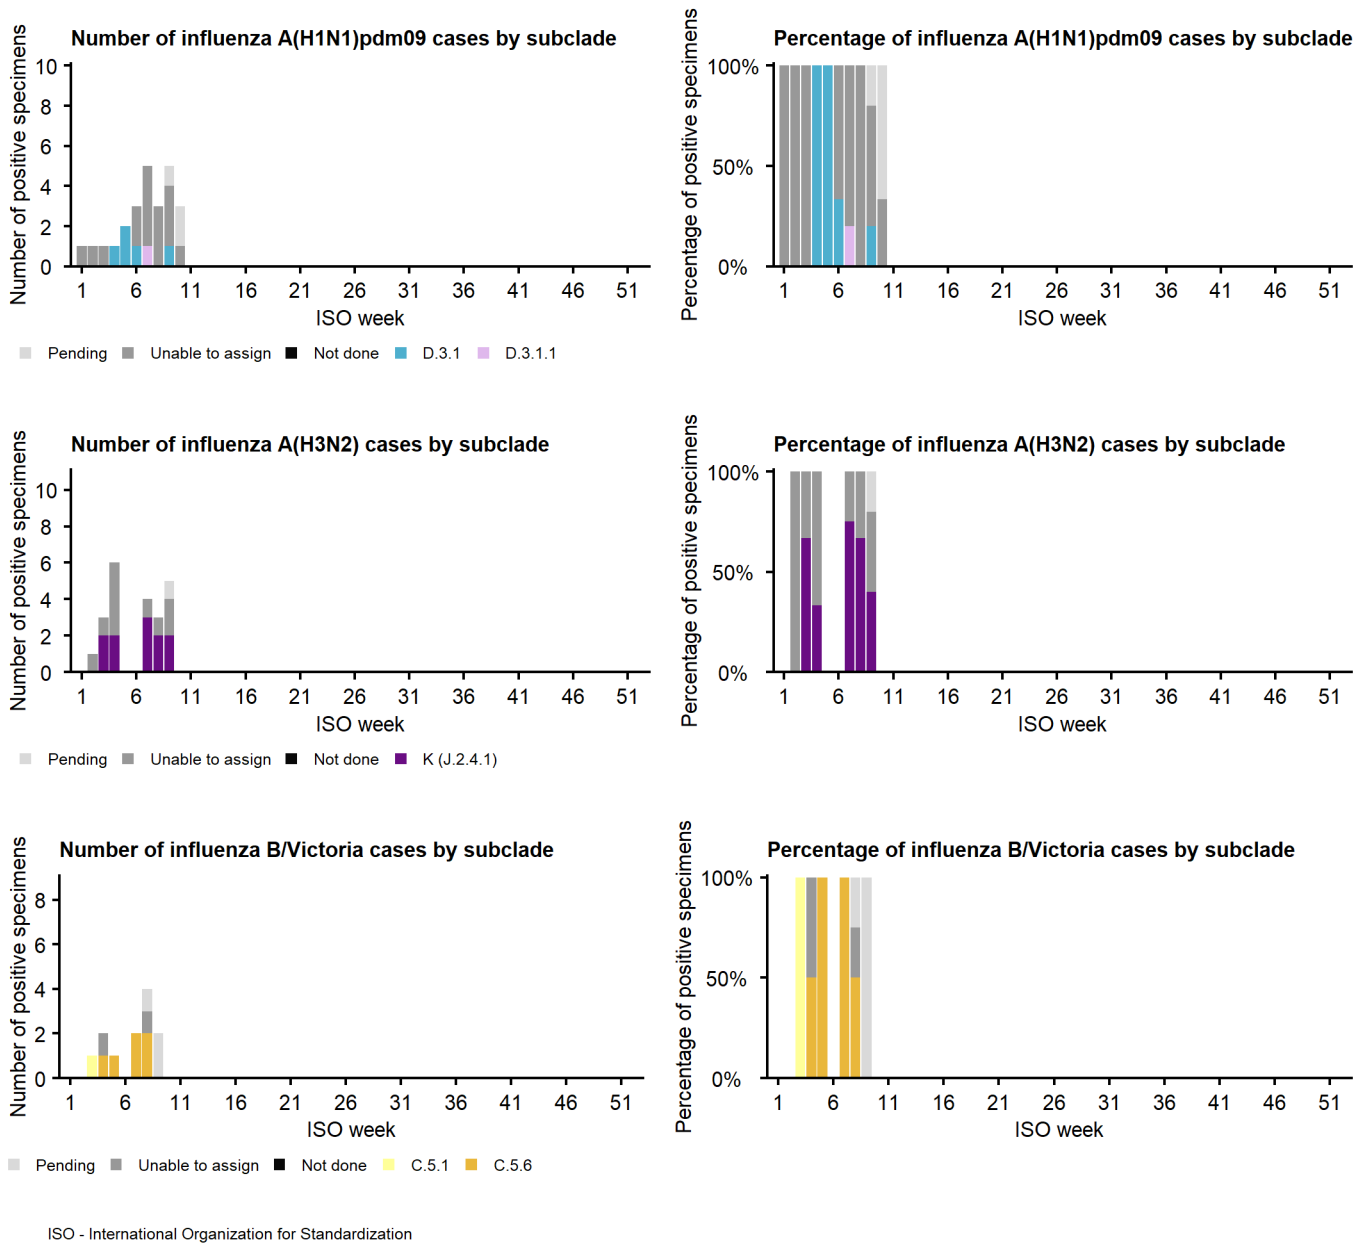 Number of influenza A(H1N1)pdm09 cases by subclade
Number of positive specimens
10
8
6
4
2
0
1 6 11 16 21 26 31 36 41 46 51
ISO week
Pending Unable to assign Not done D.3.1 D.3.1.1
Percentage of influenza A(H1N1)pdm09 cases by subclade
Percentage of positive specimens
100%
50%
0%
1 6 11 16 21 26 31 36 41 46 51
ISO week
Number of influenza A(H3N2) cases by subclade
Number of positive specimens
10
8
6
4
2
0
1 6 11 16 21 26 31 36 41 46 51
ISO week
Pending Unable to assign Not done K (J.2.4.1)
Percentage of influenza A(H3N2) cases by subclade
Percentage of positive specimens
100%
50%
0%
1 6 11 16 21 26 31 36 41 46 51
ISO week
Number of influenza B/Victoria cases by subclade
Number of positive specimens
8
6
4
2
0
1 6 11 16 21 26 31 36 41 46 51
ISO week
Pending Unable to assign Not done C.5.1 C.5.6
Percentage of influenza B/Victoria cases by subclade
Percentage of positive specimens
100%
50%
0%
1 6 11 16 21 26 31 36 41 46 51
ISO week
ISO - International Organization for Standardization